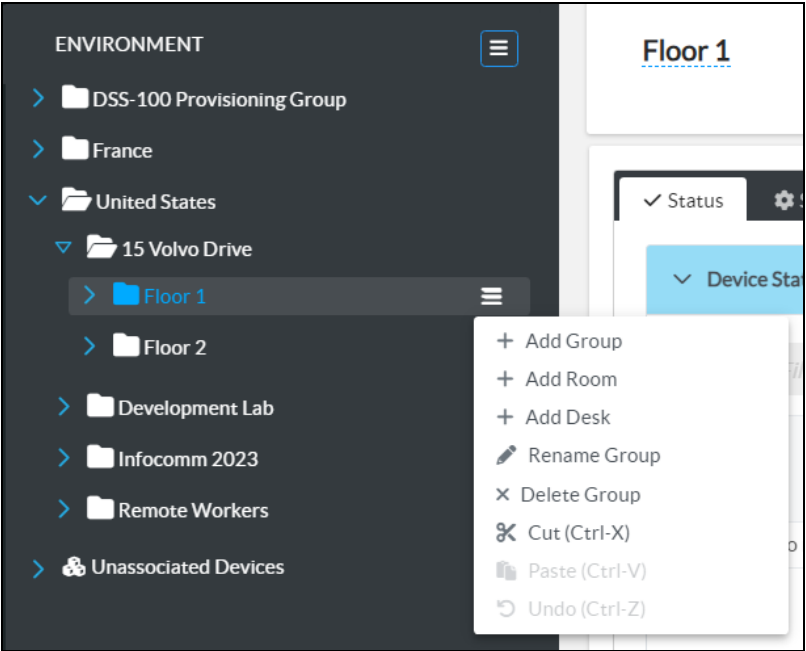 ENVIRONMENT
Floor 1
DSS-100 Provisioning Group
France
United States
Status
15 Volvo Drive
Device Sta
Floor 1
Floor 2
Add Group
Add Room
Add Desk
Rename Group
Delete Group
Cut (Ctrl-X)
Paste (Ctrl-V)
Undo (Ctrl-Z)
Development Lab
Infocomm 2023
Remote Workers
Unassociated Devices